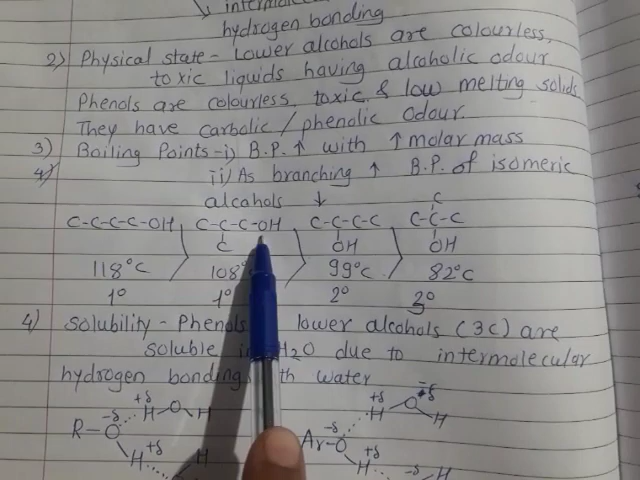 hydrogen bonding
2) Physical state - Lower alcohols are colourless,
toxic liquids having alcoholic odour
Phenols are colourless, toxic & low melting solids
They have carbolic / phenolic odour.
3) Boiling Points - i) B.P. ↑ with ↑ molar mass
4) ii) As branching ↑ B.P. of isomeric
alcohols ↓
C
C-C-C-C-OH C-C-C-OH C-C-C-C C-C-C
C OH OH
118°C > 108° > 99°C > 82°C
1° 1° 2° 3°
4) Solubility - Phenols lower alcohols (3C) are
soluble in H2O due to intermolecular
hydrogen bonding with water
+δ -δ H-O-H +δ H-O-H
R-O -δ Ar-O -δ
H +δ H +δ -δ H